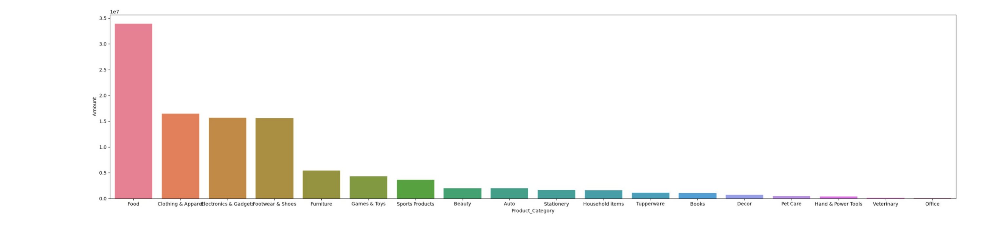 1e7
3.5
3.0
2.5
2.0
1.5
1.0
0.5
0.0
Amount
Food Clothing & Apparel Electronics & Gadgets Footwear & Shoes Furniture Games & Toys Sports Products Beauty Auto Stationery Household items Tupperware Books Decor Pet Care Hand & Power Tools Veterinary Office
Product_Category